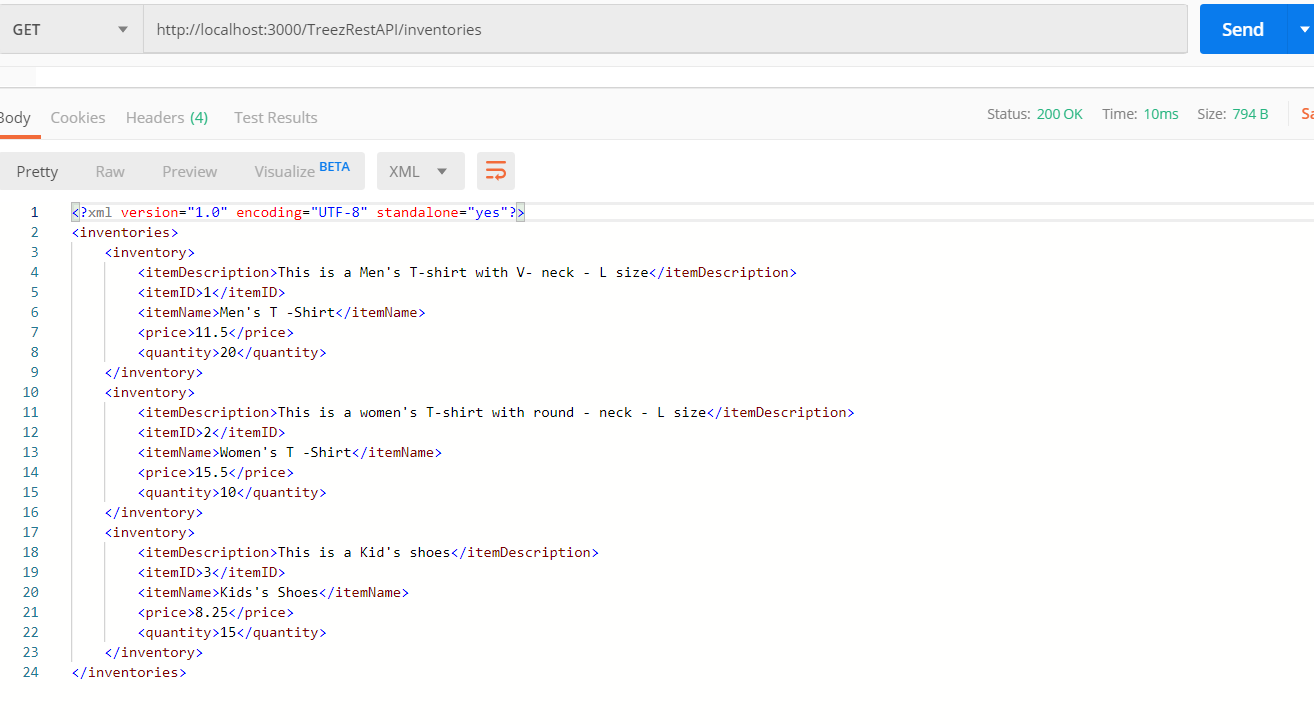 GET http://localhost:3000/TreezRestAPI/inventories Send
Body Cookies Headers (4) Test Results Status: 200 OK Time: 10ms Size: 794 B
Pretty Raw Preview Visualize BETA XML
1 <?xml version="1.0" encoding="UTF-8" standalone="yes"?>
2 <inventories>
3 <inventory>
4 <itemDescription>This is a Men's T-shirt with V- neck - L size</itemDescription>
5 <itemID>1</itemID>
6 <itemName>Men's T -Shirt</itemName>
7 <price>11.5</price>
8 <quantity>20</quantity>
9 </inventory>
10 <inventory>
11 <itemDescription>This is a women's T-shirt with round - neck - L size</itemDescription>
12 <itemID>2</itemID>
13 <itemName>Women's T -Shirt</itemName>
14 <price>15.5</price>
15 <quantity>10</quantity>
16 </inventory>
17 <inventory>
18 <itemDescription>This is a Kid's shoes</itemDescription>
19 <itemID>3</itemID>
20 <itemName>Kids's Shoes</itemName>
21 <price>8.25</price>
22 <quantity>15</quantity>
23 </inventory>
24 </inventories>